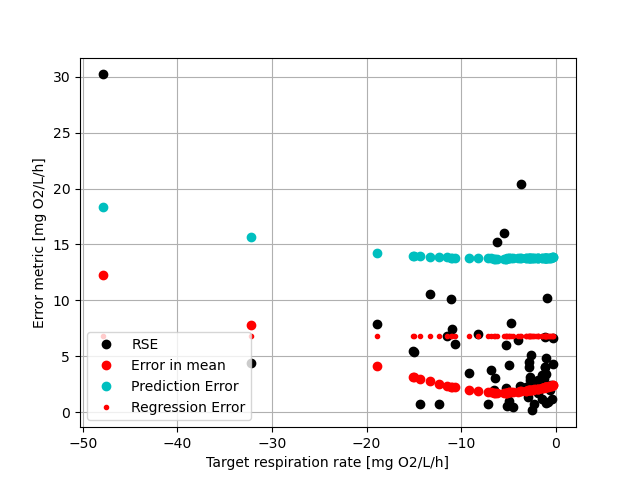 30
25
20
15
10
5
0
Error metric [mg O2/L/h]
RSE
Error in mean
Prediction Error
Regression Error
−50 −40 −30 −20 −10 0
Target respiration rate [mg O2/L/h]